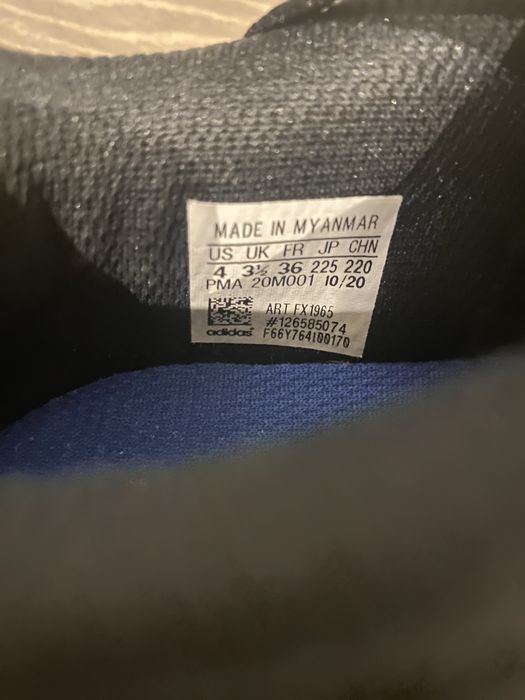 MADE IN MYANMAR
US UK FR JP CHN
4 3½ 36 225 220
PMA 20M001 10/20
ART FX1965
#126585074
adidas F66Y764I00170